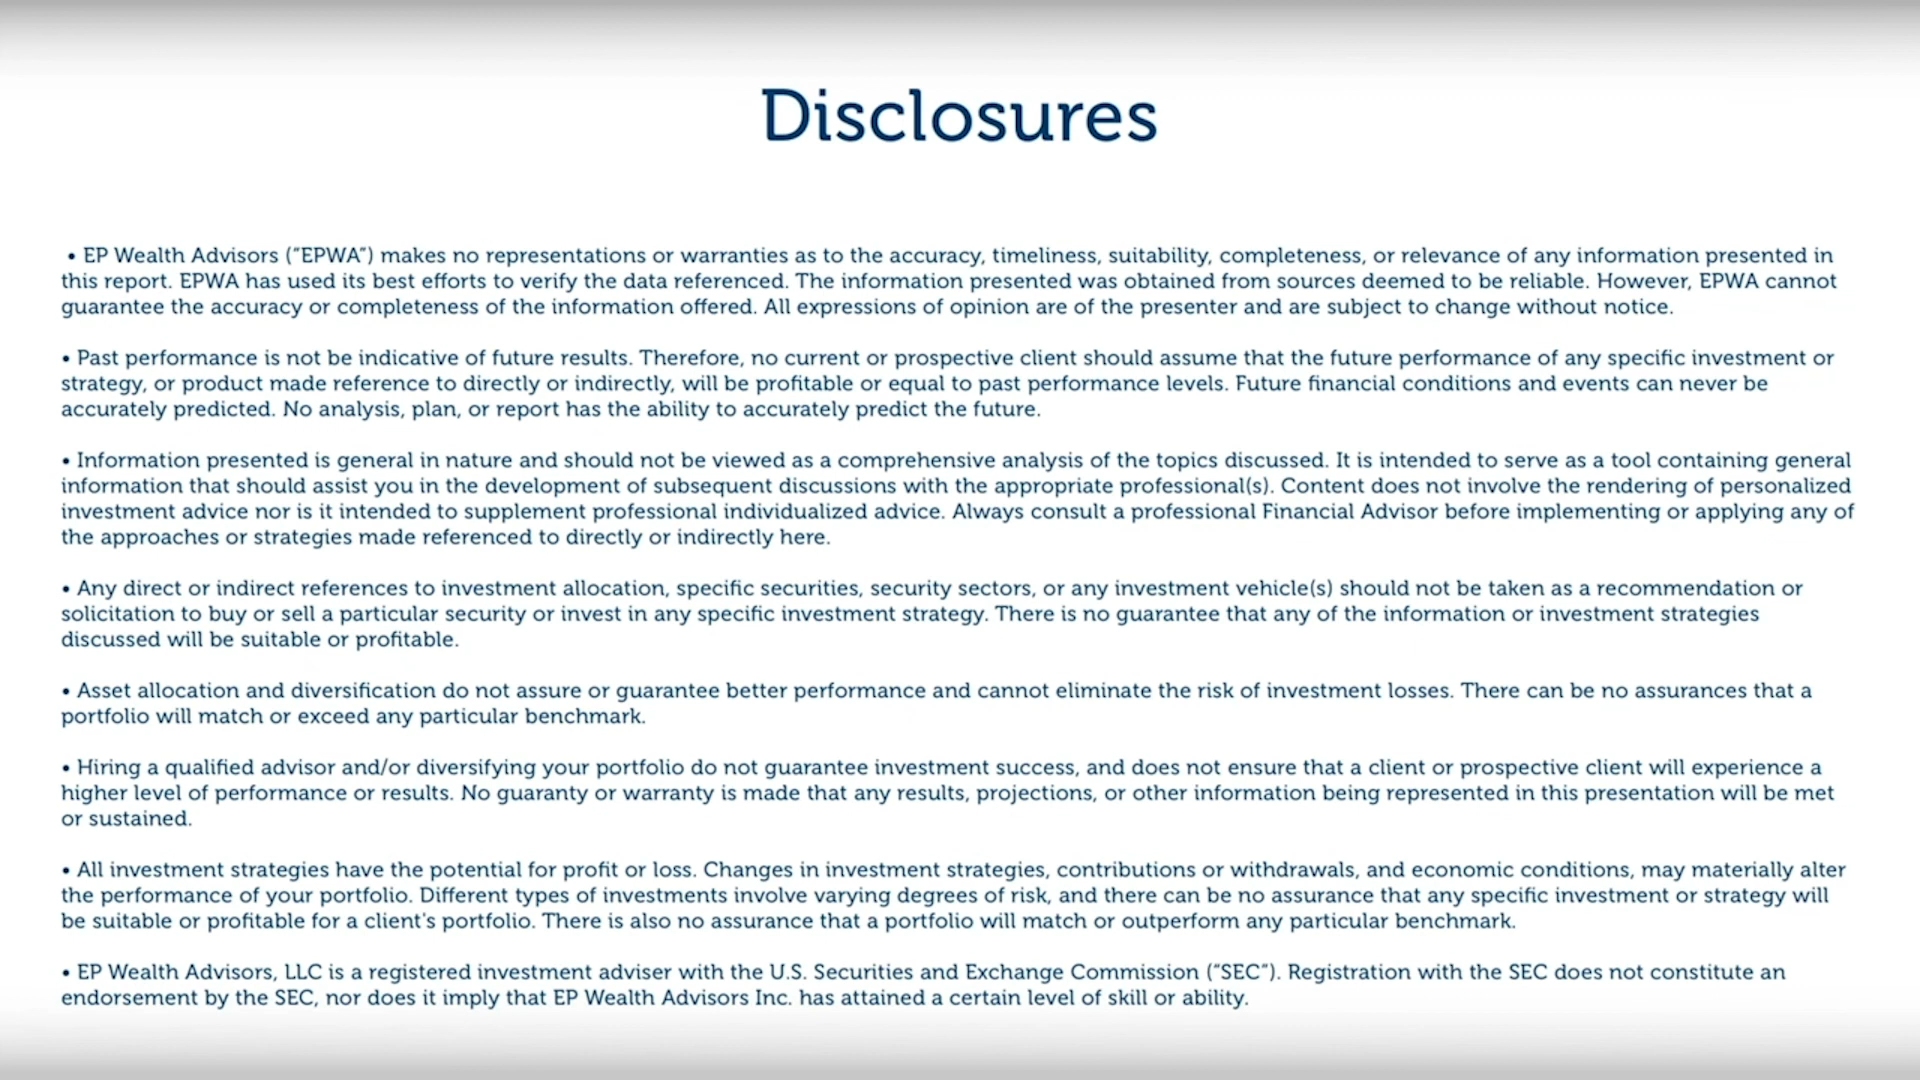 Disclosures
• EP Wealth Advisors ("EPWA") makes no representations or warranties as to the accuracy, timeliness, suitability, completeness, or relevance of any information presented in
this report. EPWA has used its best efforts to verify the data referenced. The information presented was obtained from sources deemed to be reliable. However, EPWA cannot
guarantee the accuracy or completeness of the information offered. All expressions of opinion are of the presenter and are subject to change without notice.
• Past performance is not be indicative of future results. Therefore, no current or prospective client should assume that the future performance of any specific investment or
strategy, or product made reference to directly or indirectly, will be profitable or equal to past performance levels. Future financial conditions and events can never be
accurately predicted. No analysis, plan, or report has the ability to accurately predict the future.
• Information presented is general in nature and should not be viewed as a comprehensive analysis of the topics discussed. It is intended to serve as a tool containing general
information that should assist you in the development of subsequent discussions with the appropriate professional(s). Content does not involve the rendering of personalized
investment advice nor is it intended to supplement professional individualized advice. Always consult a professional Financial Advisor before implementing or applying any of
the approaches or strategies made referenced to directly or indirectly here.
• Any direct or indirect references to investment allocation, specific securities, security sectors, or any investment vehicle(s) should not be taken as a recommendation or
solicitation to buy or sell a particular security or invest in any specific investment strategy. There is no guarantee that any of the information or investment strategies
discussed will be suitable or profitable.
• Asset allocation and diversification do not assure or guarantee better performance and cannot eliminate the risk of investment losses. There can be no assurances that a
portfolio will match or exceed any particular benchmark.
• Hiring a qualified advisor and/or diversifying your portfolio do not guarantee investment success, and does not ensure that a client or prospective client will experience a
higher level of performance or results. No guaranty or warranty is made that any results, projections, or other information being represented in this presentation will be met
or sustained.
• All investment strategies have the potential for profit or loss. Changes in investment strategies, contributions or withdrawals, and economic conditions, may materially alter
the performance of your portfolio. Different types of investments involve varying degrees of risk, and there can be no assurance that any specific investment or strategy will
be suitable or profitable for a client's portfolio. There is also no assurance that a portfolio will match or outperform any particular benchmark.
• EP Wealth Advisors, LLC is a registered investment adviser with the U.S. Securities and Exchange Commission ("SEC"). Registration with the SEC does not constitute an
endorsement by the SEC, nor does it imply that EP Wealth Advisors Inc. has attained a certain level of skill or ability.